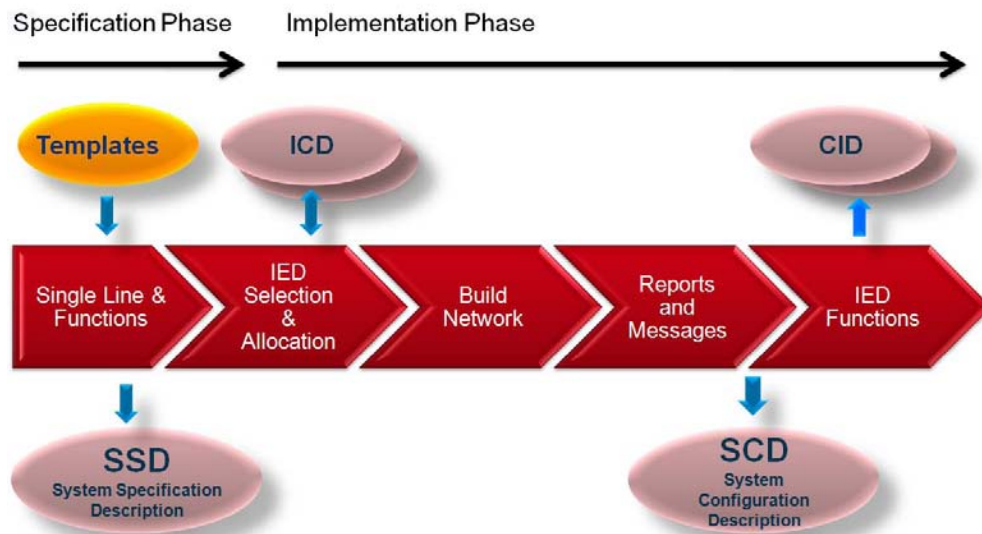 Specification Phase
Implementation Phase
Templates
ICD
CID
Single Line &
Functions
IED
Selection
&
Allocation
Build
Network
Reports
and
Messages
IED
Functions
SSD
System Specification
Description
SCD
System
Configuration
Description